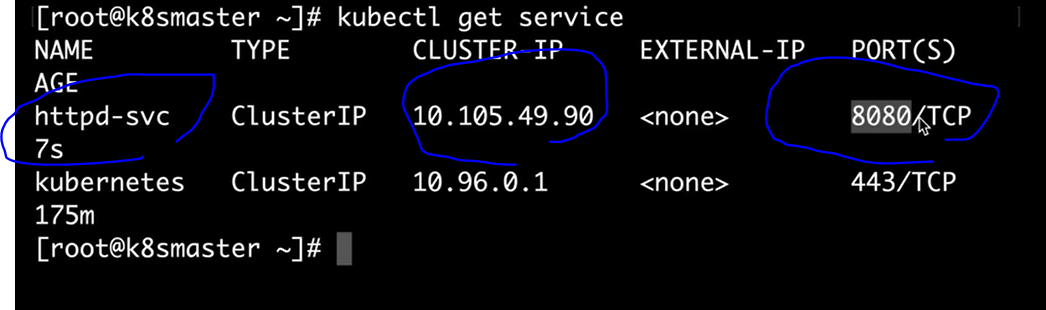 [root@k8smaster ~]# kubectl get service
NAME TYPE CLUSTER-IP EXTERNAL-IP PORT(S)
AGE
httpd-svc ClusterIP 10.105.49.90 <none> 8080/TCP
7s
kubernetes ClusterIP 10.96.0.1 <none> 443/TCP
175m
[root@k8smaster ~]#